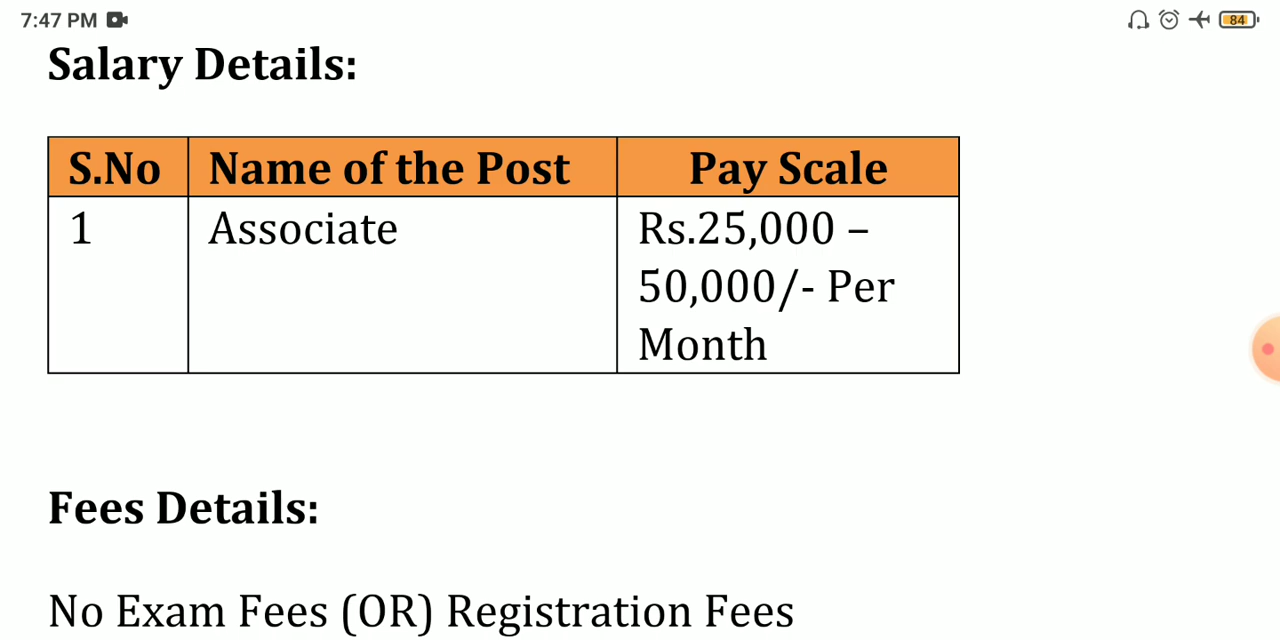 7:47 PM
84
Salary Details:
S.No Name of the Post Pay Scale
1 Associate Rs.25,000 –
50,000/- Per
Month
Fees Details:
No Exam Fees (OR) Registration Fees